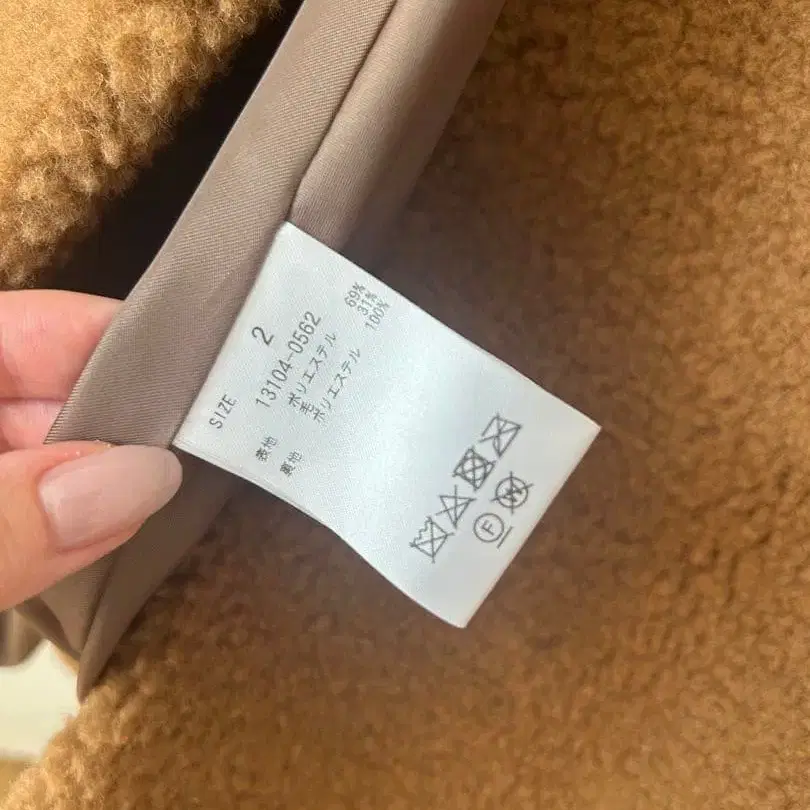 SIZE 2
13104-0562
表地 ポリエステル 69%
毛 31%
裏地 ポリエステル 100%
F
W